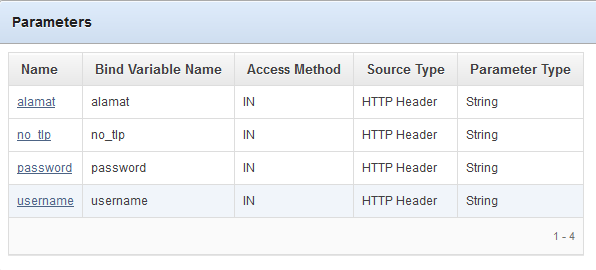 Parameters
Name Bind Variable Name Access Method Source Type Parameter Type
alamat alamat IN HTTP Header String
no_tlp no_tlp IN HTTP Header String
password password IN HTTP Header String
username username IN HTTP Header String
1 - 4